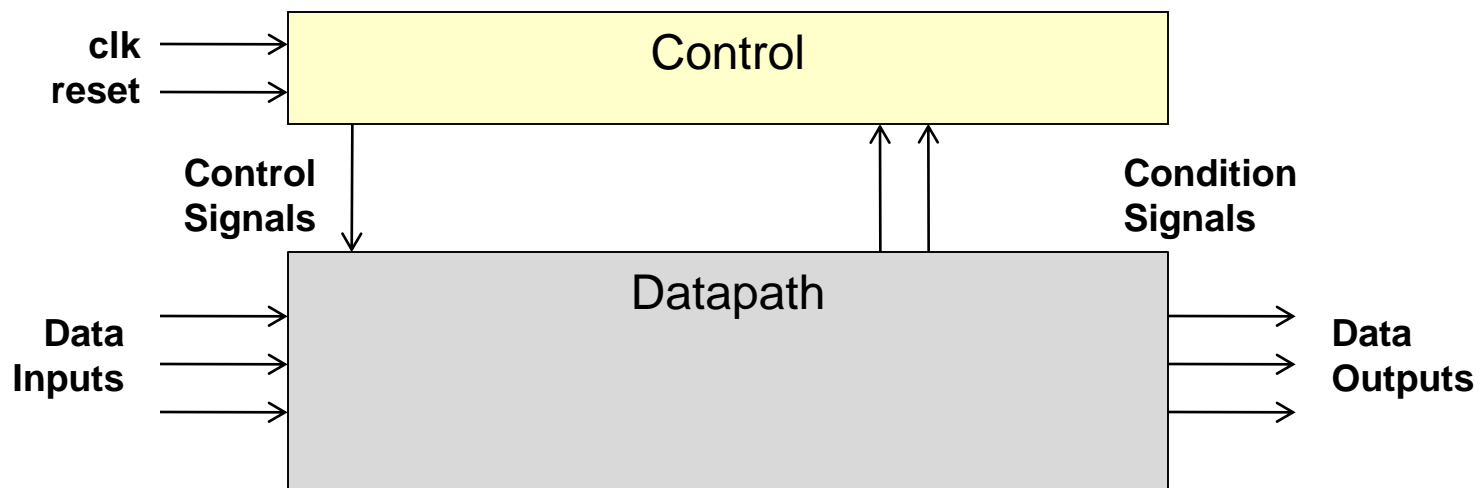 clk
reset
Control
Control
Signals
Condition
Signals
Datapath
Data
Inputs
Data
Outputs